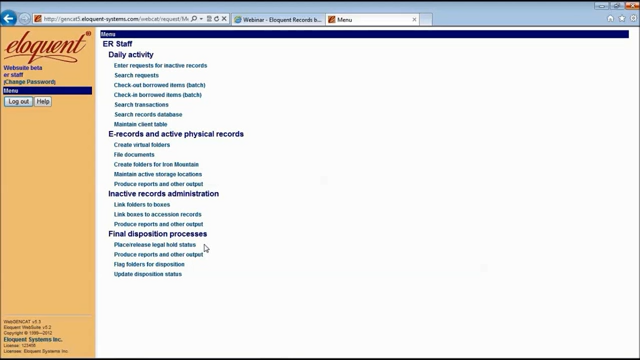 http://gencat5.eloquent-systems.com/webcat/request/M
Webinar - Eloquent Records b...
Menu
eloquent
Websuite beta
er staff
(Change Password)
Menu
Log out
Help
Menu
ER Staff
Daily activity
Enter requests for inactive records
Search requests
Check-out borrowed items (batch)
Check-in borrowed items (batch)
Search transactions
Search records database
Maintain client table
E-records and active physical records
Create virtual folders
File documents
Create folders for Iron Mountain
Maintain active storage locations
Produce reports and other output
Inactive records administration
Link folders to boxes
Link boxes to accession records
Produce reports and other output
Final disposition processes
Place/release legal hold status
Produce reports and other output
Flag folders for disposition
Update disposition status
WebGENCAT v5.3
Eloquent WebSuite v5.2
Copyright © 1996—2012
Eloquent Systems Inc.
License: 123456
Licensee: Eloquent Systems Inc.